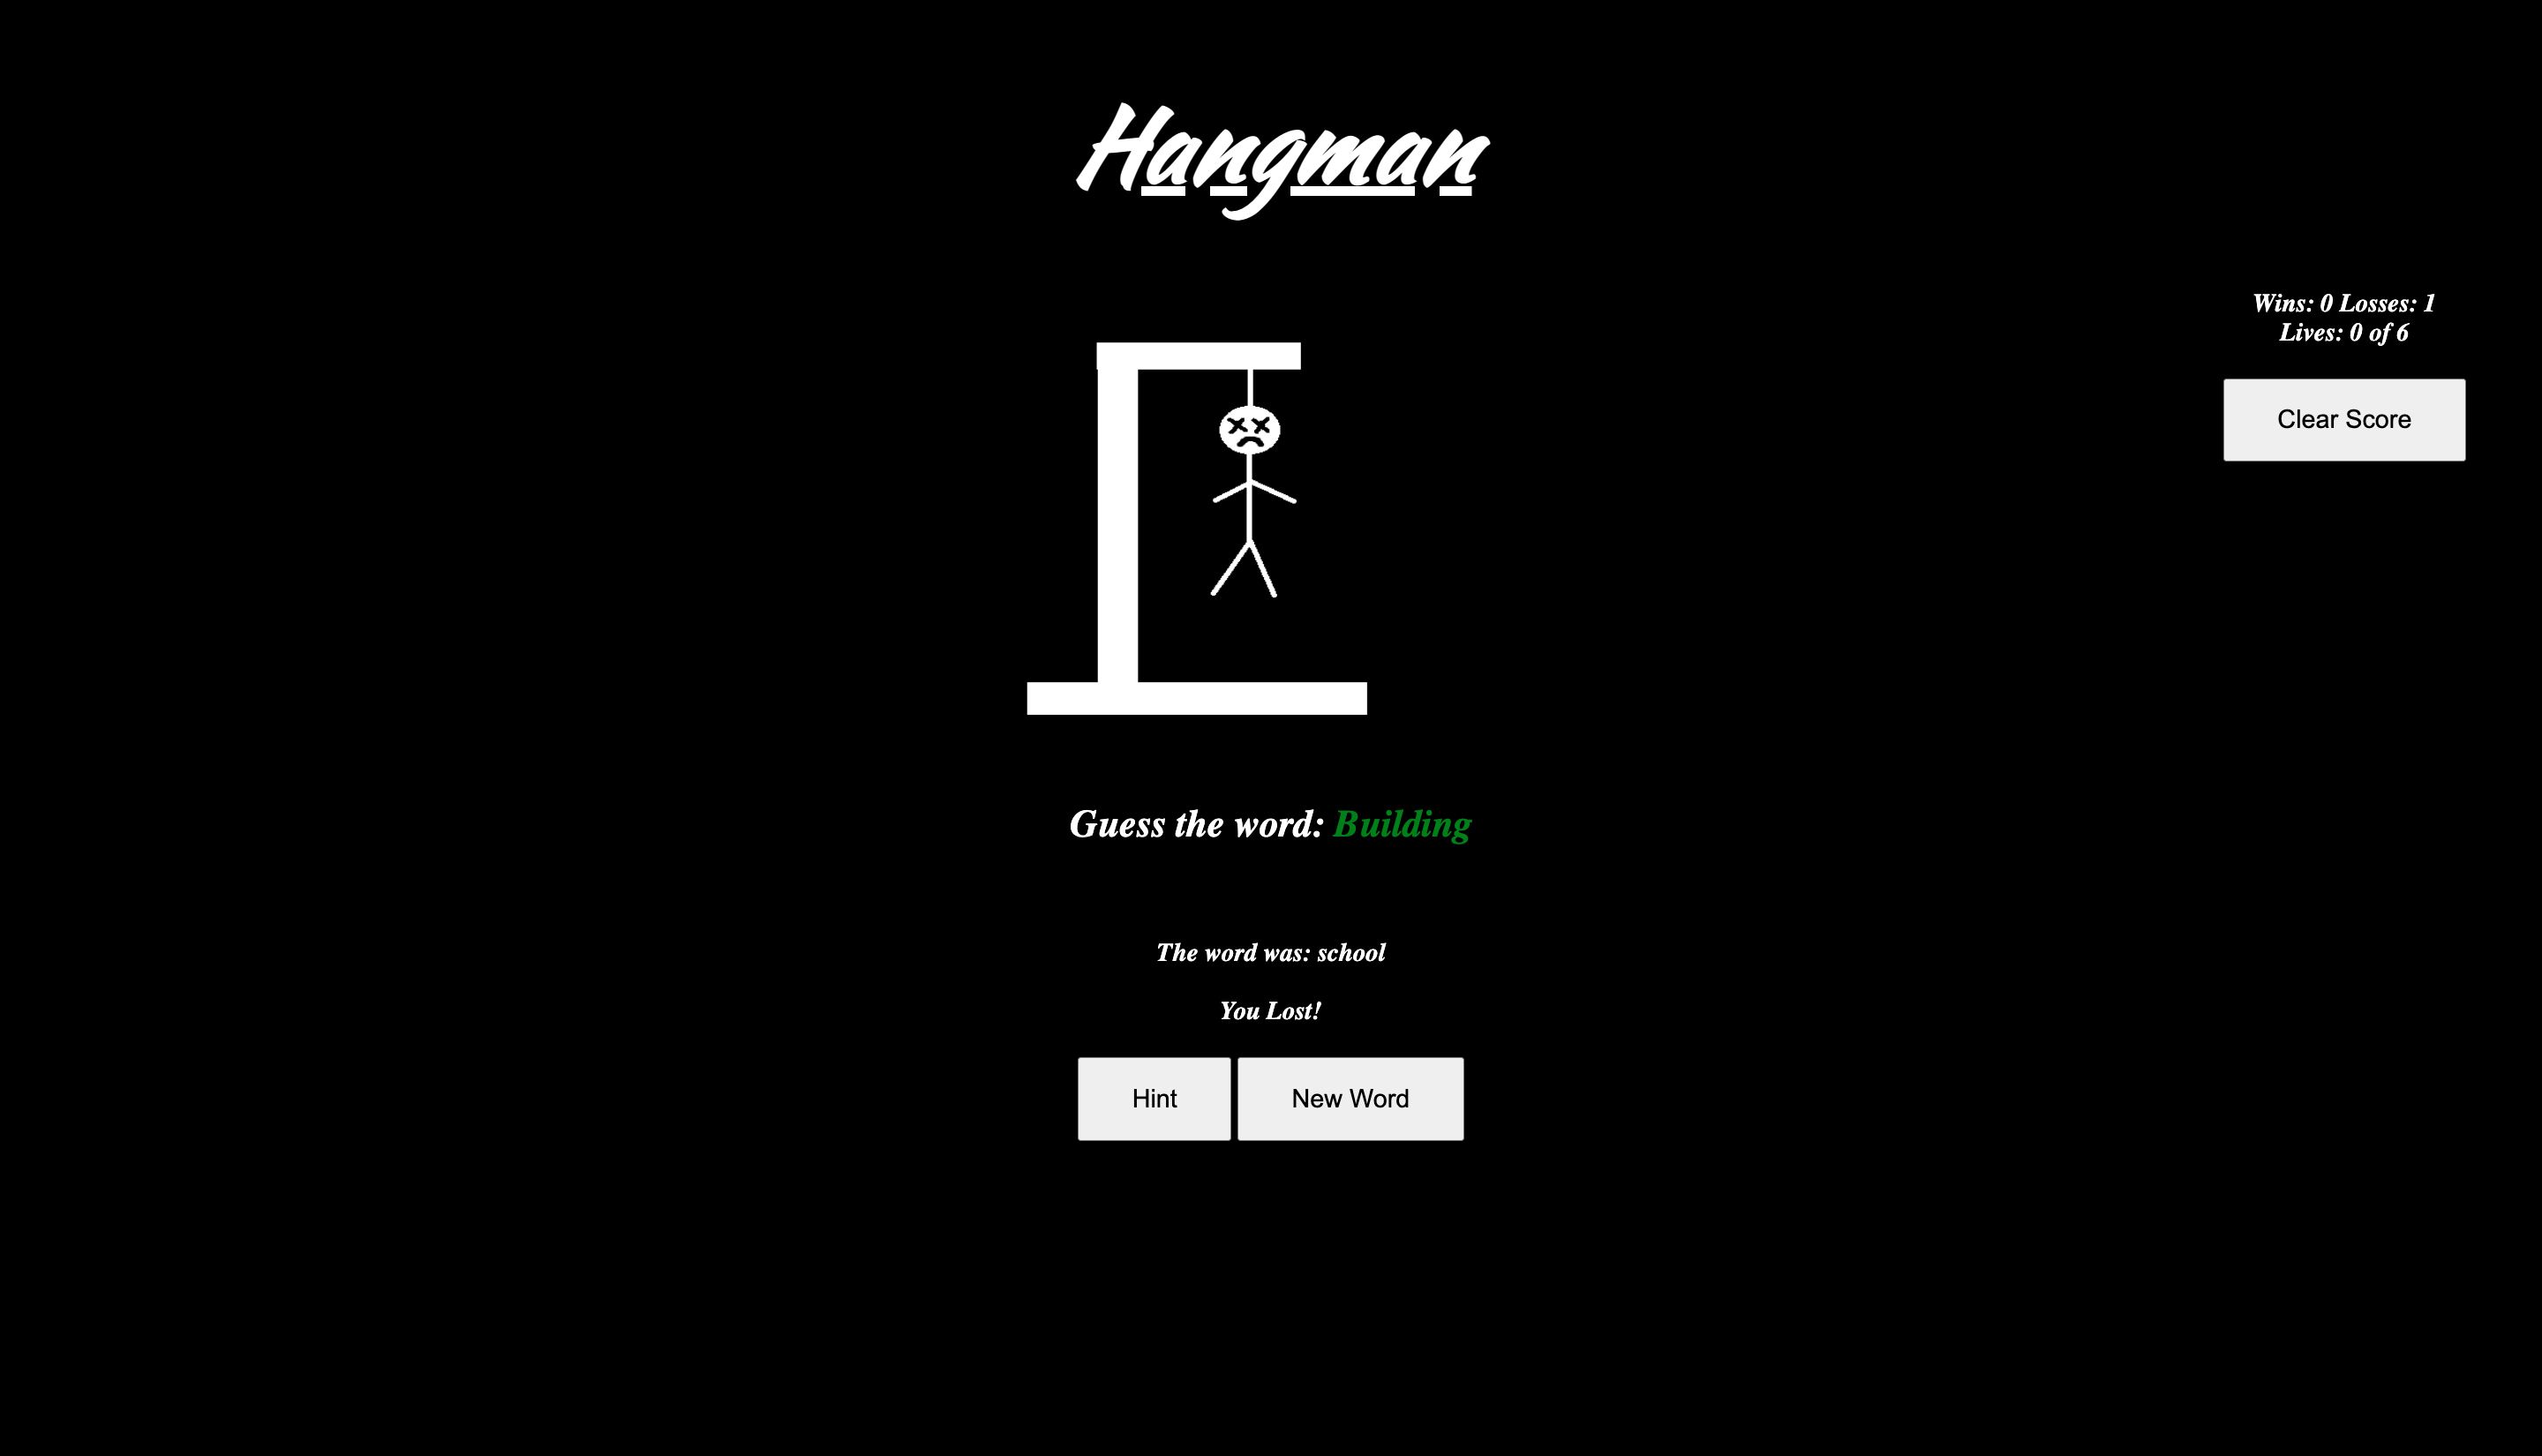 Hangman
Wins: 0 Losses: 1
Lives: 0 of 6
Clear Score
Guess the word: Building
The word was: school
You Lost!
Hint
New Word